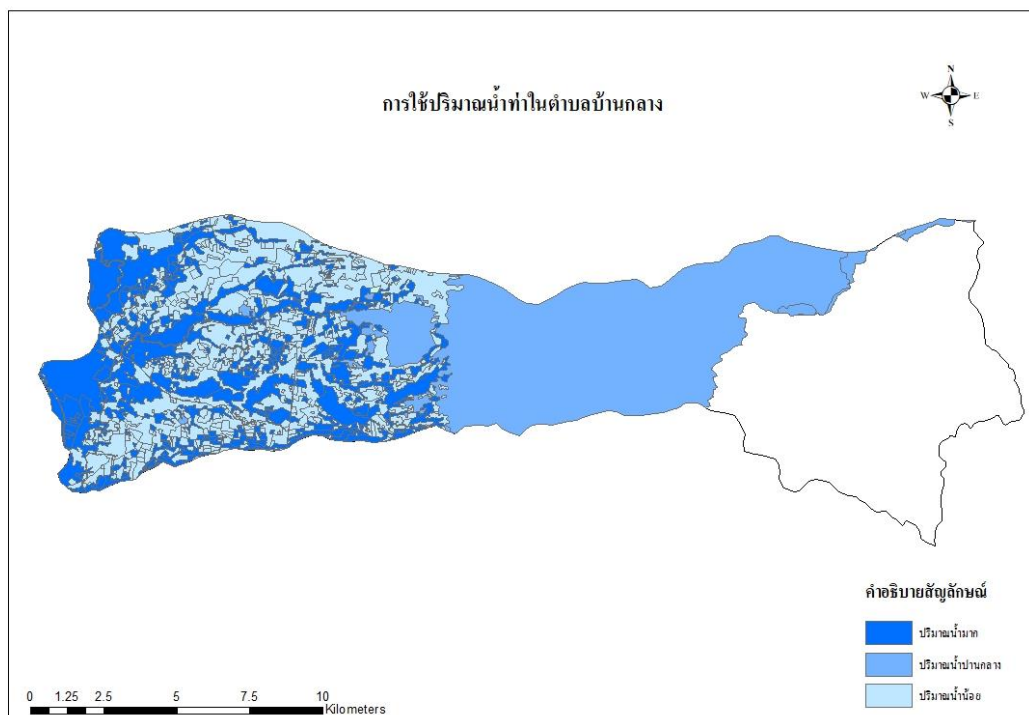 การใช้ปริมาณน้ำท่าในตำบลบ้านกลาง
N
W E
S
คำอธิบายสัญลักษณ์
ปริมาณน้ำมาก
ปริมาณน้ำปานกลาง
ปริมาณน้ำน้อย
0 1.25 2.5 5 7.5 10
Kilometers